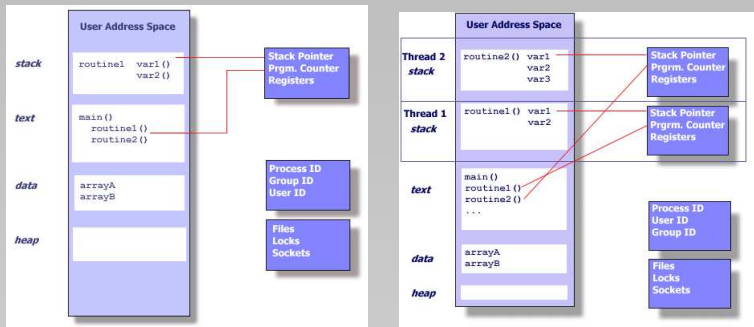 User Address Space
stack
routine1 var1()
var2()
Stack Pointer
Prgm. Counter
Registers
text
main()
routine1()
routine2()
data
arrayA
arrayB
Process ID
Group ID
User ID
heap
Files
Locks
Sockets
User Address Space
Thread 2
stack
routine2() var1
var2
var3
Stack Pointer
Prgrm. Counter
Registers
Thread 1
stack
routine1() var1
var2
Stack Pointer
Prgrm. Counter
Registers
text
main()
routine1()
routine2()
...
Process ID
User ID
Group ID
data
arrayA
arrayB
heap
Files
Locks
Sockets